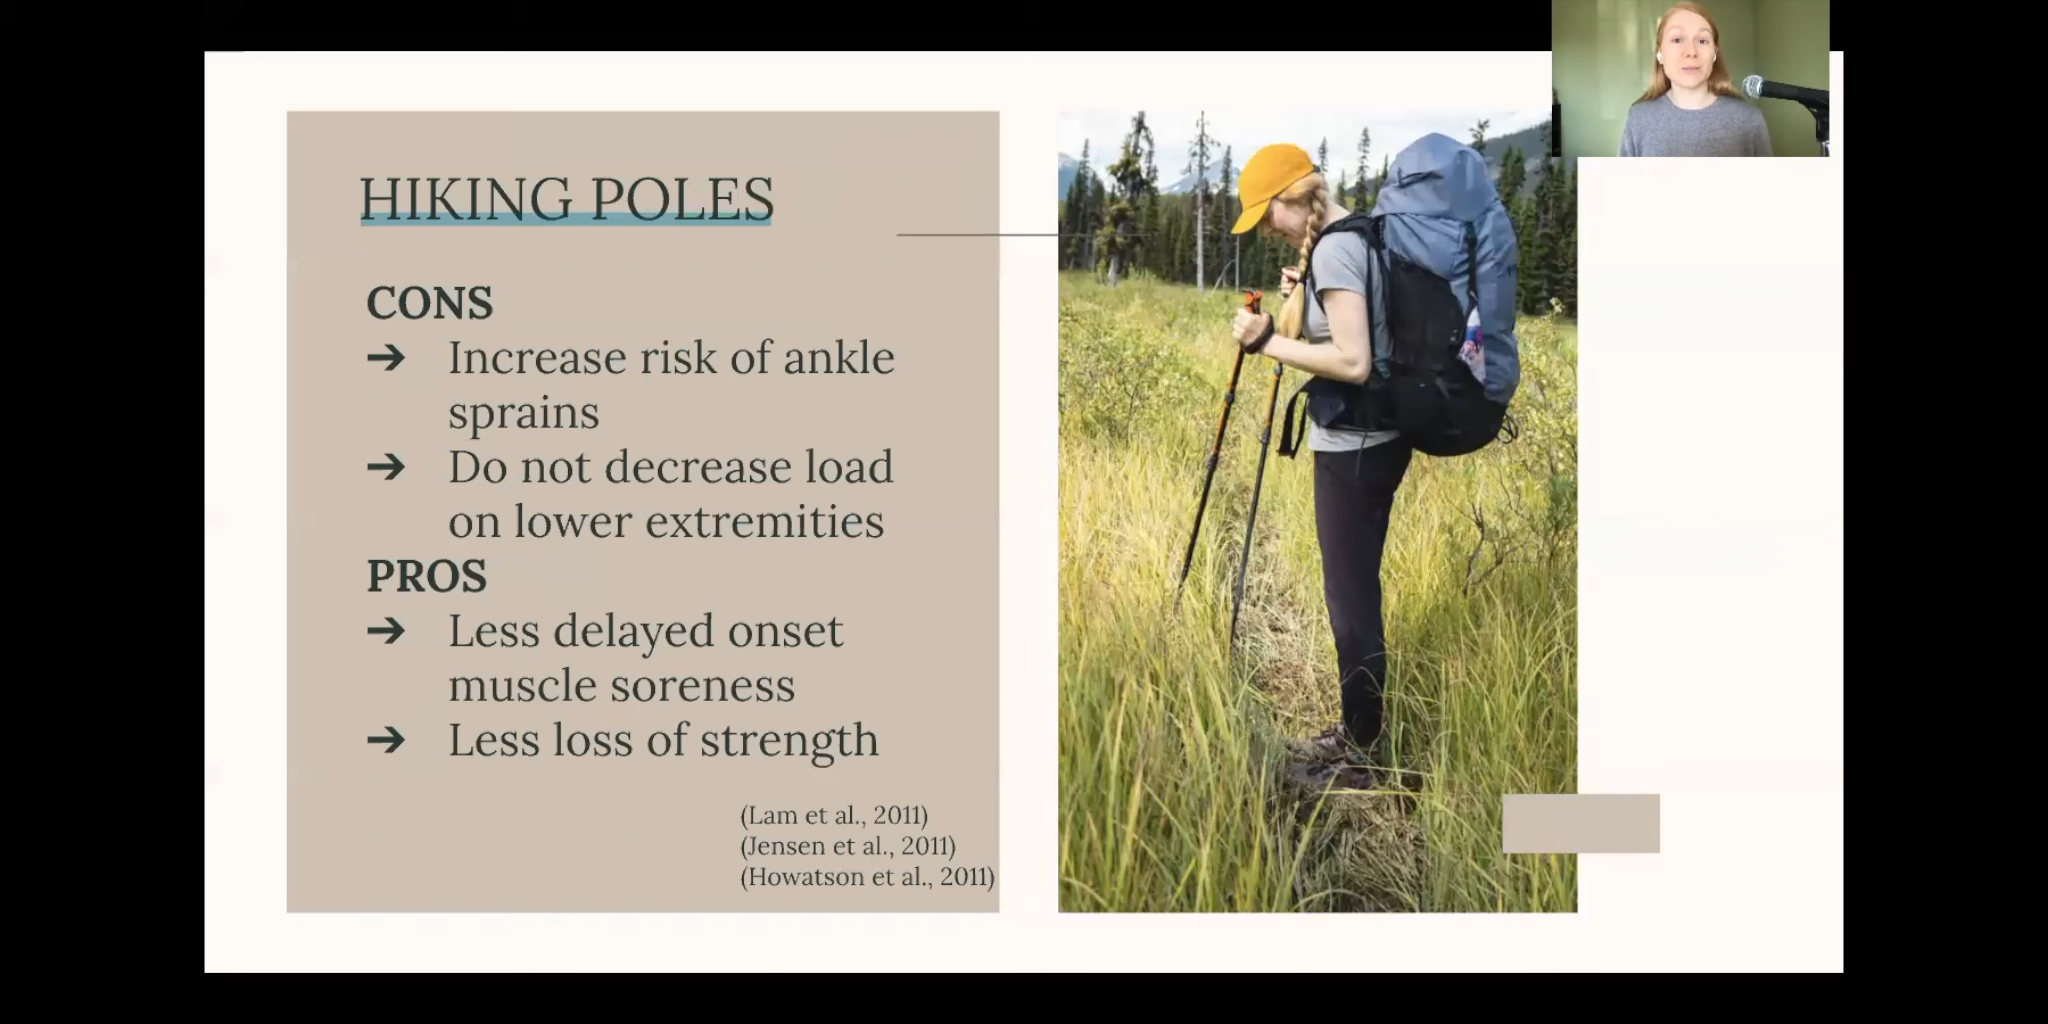 HIKING POLES
CONS
➔ Increase risk of ankle
sprains
➔ Do not decrease load
on lower extremities
PROS
➔ Less delayed onset
muscle soreness
➔ Less loss of strength
(Lam et al., 2011)
(Jensen et al., 2011)
(Howatson et al., 2011)